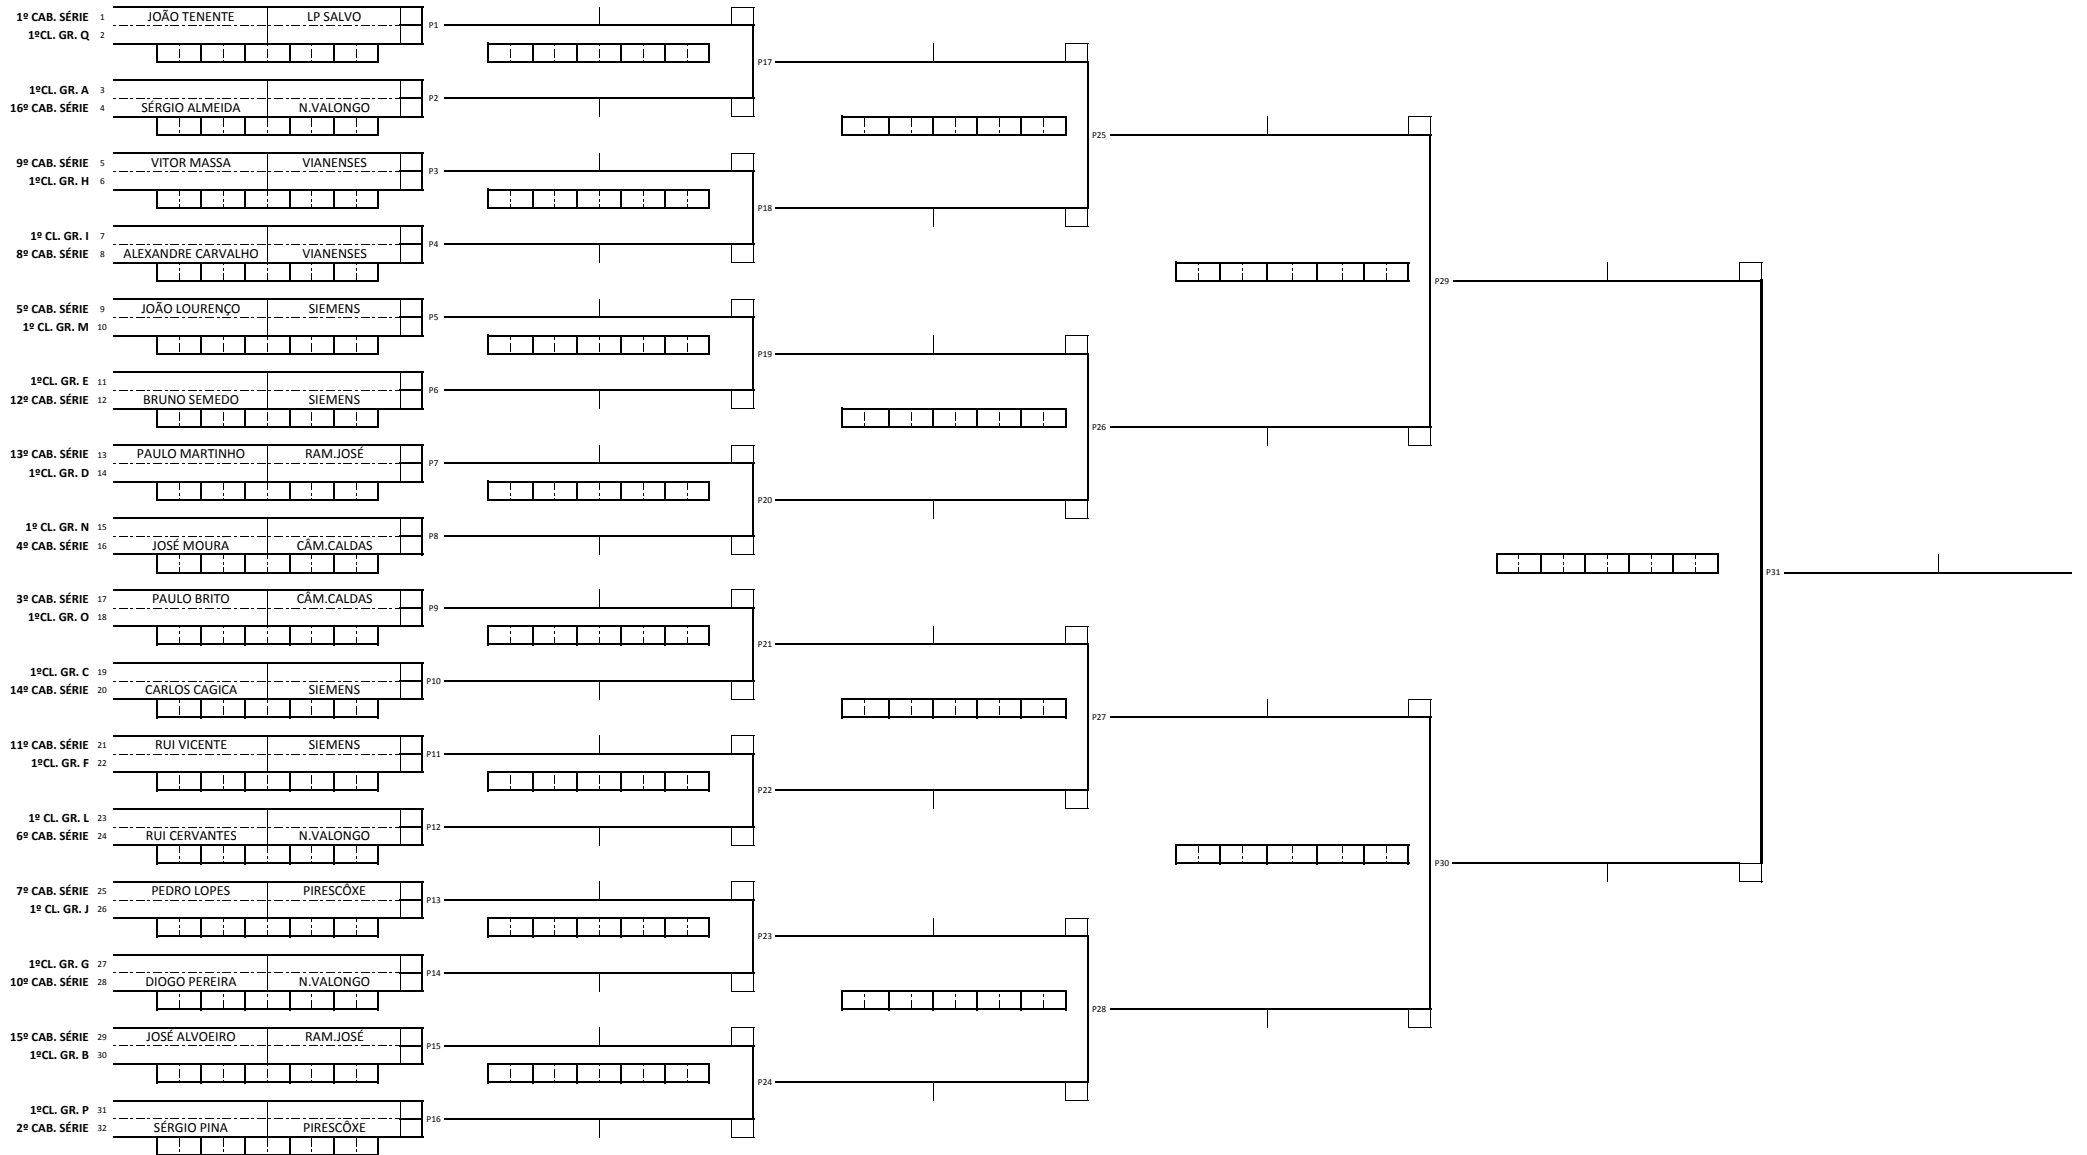 1º CAB. SÉRIE 1 JOÃO TENENTE LP SALVO
P1
1ºCL. GR. Q 2
P17
1ºCL. GR. A 3
P2
16º CAB. SÉRIE 4 SÉRGIO ALMEIDA N.VALONGO
P25
9º CAB. SÉRIE 5 VITOR MASSA VIANENSES
P3
1ºCL. GR. H 6
P18
1º CL. GR. I 7
P4
8º CAB. SÉRIE 8 ALEXANDRE CARVALHO VIANENSES
P29
5º CAB. SÉRIE 9 JOÃO LOURENÇO SIEMENS
P5
1º CL. GR. M 10
P19
1ºCL. GR. E 11
P6
12º CAB. SÉRIE 12 BRUNO SEMEDO SIEMENS
P26
13º CAB. SÉRIE 13 PAULO MARTINHO RAM.JOSÉ
P7
1ºCL. GR. D 14
P20
1º CL. GR. N 15
P8
4º CAB. SÉRIE 16 JOSÉ MOURA CÂM.CALDAS
P31
3º CAB. SÉRIE 17 PAULO BRITO CÂM.CALDAS
P9
1ºCL. GR. O 18
P21
1ºCL. GR. C 19
P10
14º CAB. SÉRIE 20 CARLOS CAGICA SIEMENS
P27
11º CAB. SÉRIE 21 RUI VICENTE SIEMENS
P11
1ºCL. GR. F 22
P22
1º CL. GR. L 23
P12
6º CAB. SÉRIE 24 RUI CERVANTES N.VALONGO
P30
7º CAB. SÉRIE 25 PEDRO LOPES PIRESCÔXE
P13
1º CL. GR. J 26
P23
1ºCL. GR. G 27
P14
10º CAB. SÉRIE 28 DIOGO PEREIRA N.VALONGO
P28
15º CAB. SÉRIE 29 JOSÉ ALVOEIRO RAM.JOSÉ
P15
1ºCL. GR. B 30
P24
1ºCL. GR. P 31
P16
2º CAB. SÉRIE 32 SÉRGIO PINA PIRESCÔXE